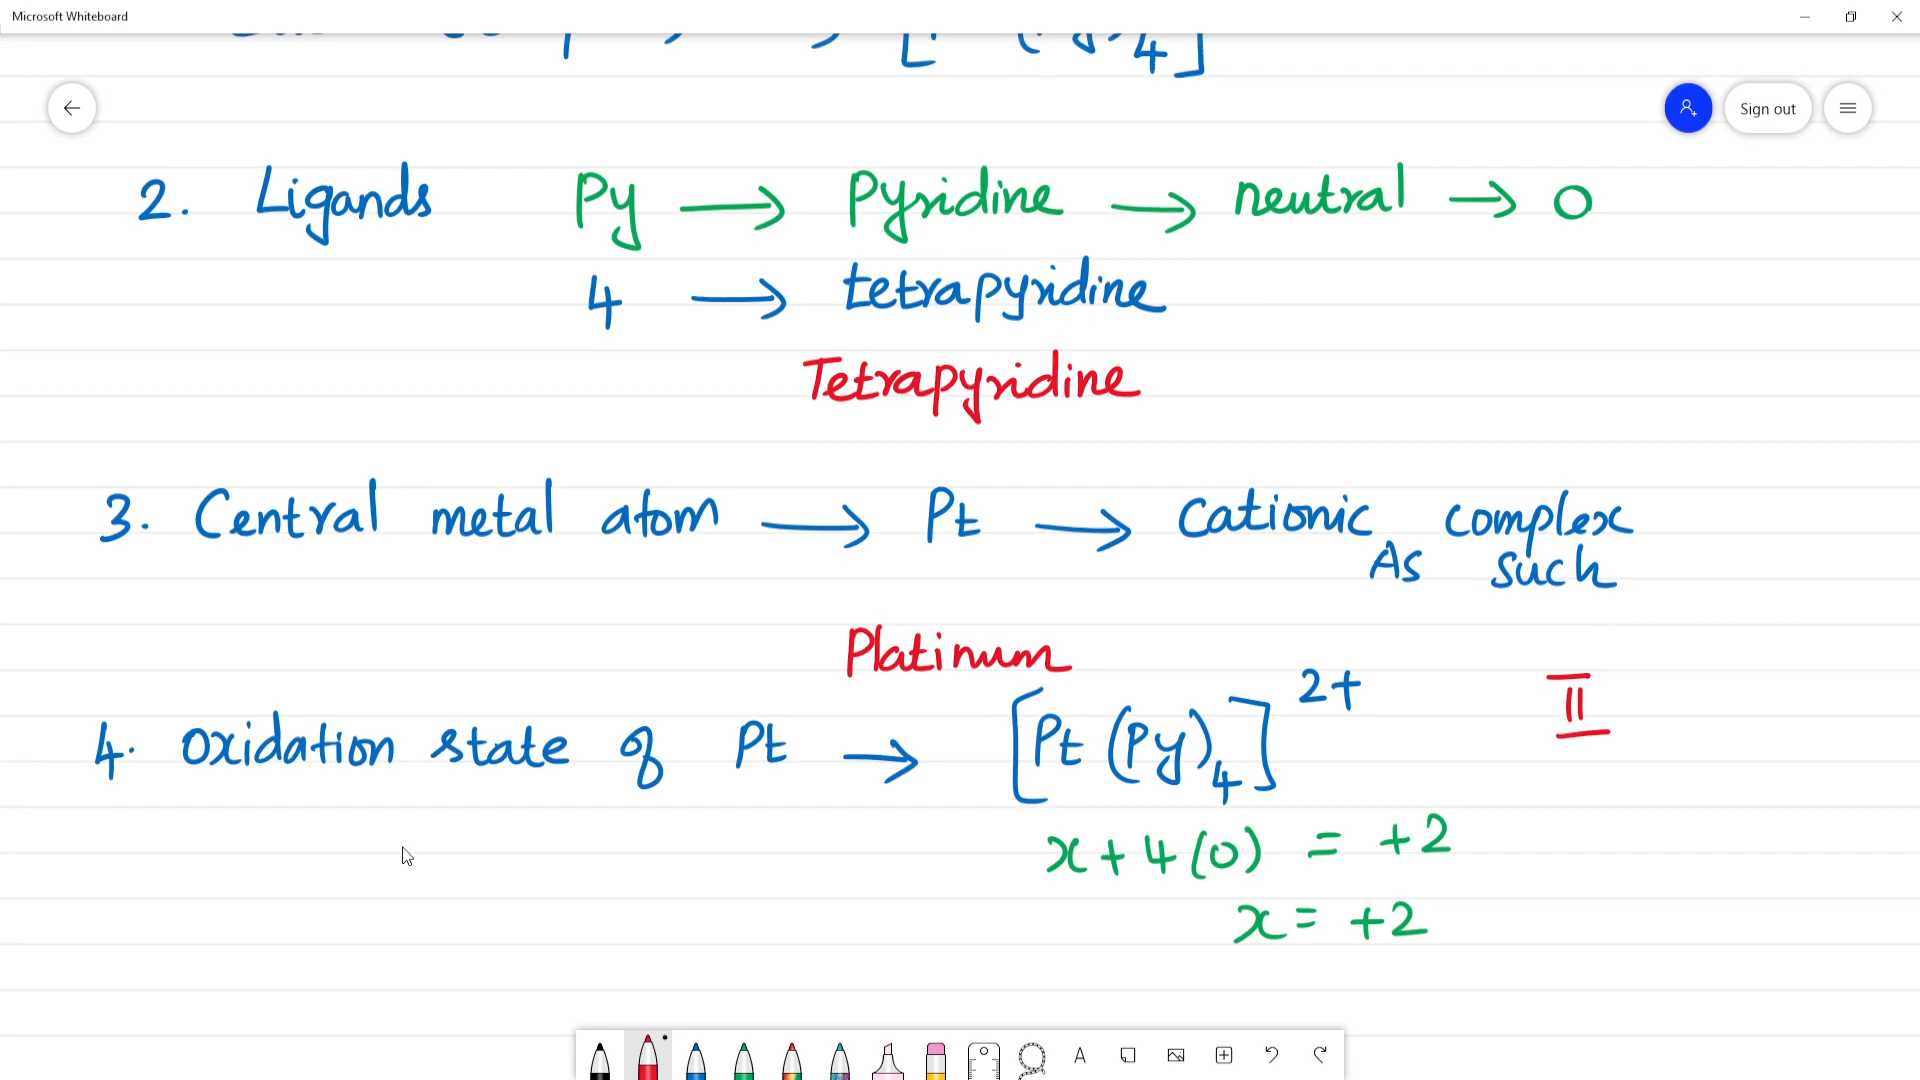 Microsoft Whiteboard
4]
Sign out
2. Ligands Py → Pyridine → neutral → 0
4 → tetrapyridine
Tetrapyridine
3. Central metal atom → Pt → Cationic complex
As such
Platinum
4. Oxidation state of Pt → [Pt(Py)4]2+ II
x + 4(0) = +2
x = +2